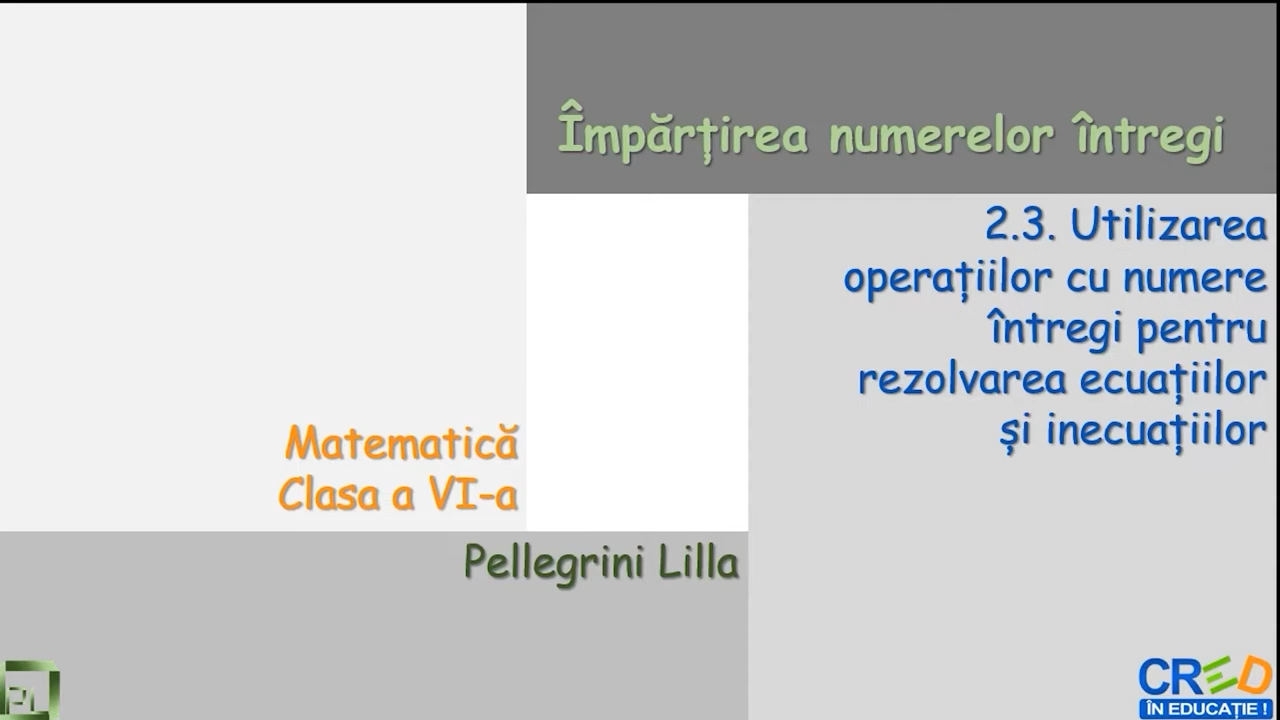 Împărțirea numerelor întregi
2.3. Utilizarea
operațiilor cu numere
întregi pentru
rezolvarea ecuațiilor
și inecuațiilor
Matematică
Clasa a VI-a
Pellegrini Lilla
PL
CRED
ÎN EDUCAȚIE !